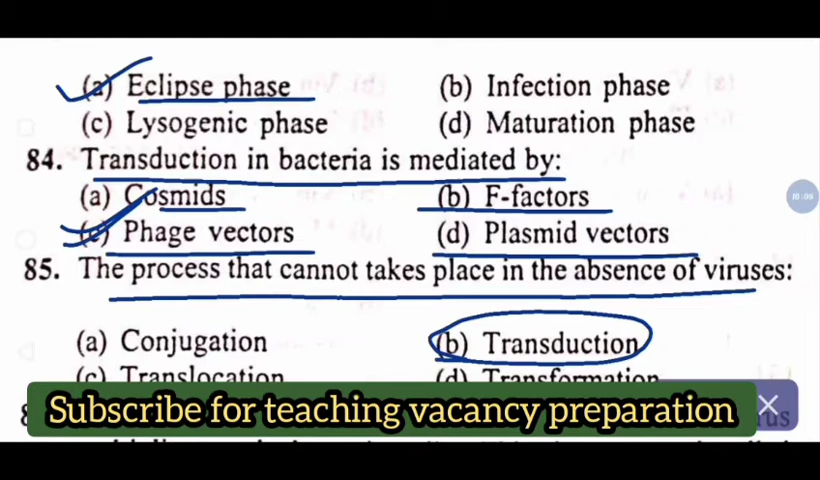 (a) Eclipse phase (b) Infection phase
(c) Lysogenic phase (d) Maturation phase
84. Transduction in bacteria is mediated by:
(a) Cosmids (b) F-factors
(c) Phage vectors (d) Plasmid vectors
85. The process that cannot takes place in the absence of viruses:
(a) Conjugation (b) Transduction
(c) Translocation (d) Transformation
Subscribe for teaching vacancy preparation